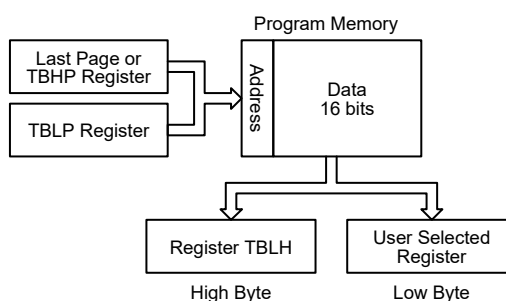 Program Memory
Last Page or
TBHP Register
TBLP Register
Address
Data
16 bits
Register TBLH
User Selected
Register
High Byte
Low Byte